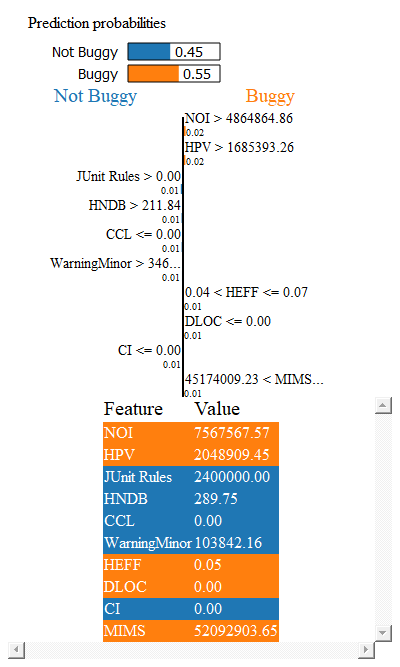 Prediction probabilities
Not Buggy 0.45
Buggy 0.55
Not Buggy Buggy
NOI > 4864864.86
0.02
HPV > 1685393.26
0.02
JUnit Rules > 0.00
0.01
HNDB > 211.84
0.01
CCL <= 0.00
0.01
WarningMinor > 346...
0.01
0.04 < HEFF <= 0.07
0.01
DLOC <= 0.00
0.01
CI <= 0.00
0.01
45174009.23 < MIMS...
0.01
Feature Value
NOI 7567567.57
HPV 2048909.45
JUnit Rules 2400000.00
HNDB 289.75
CCL 0.00
WarningMinor 103842.16
HEFF 0.05
DLOC 0.00
CI 0.00
MIMS 52092903.65